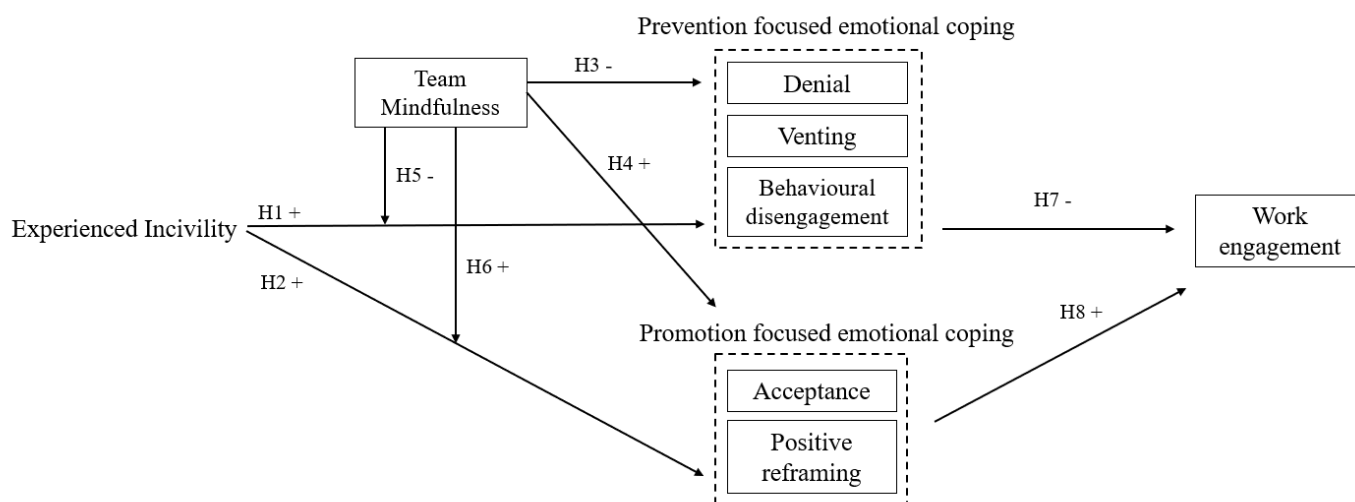 Prevention focused emotional coping
Team
Mindfulness
H3 -
Denial
Venting
Behavioural
disengagement
H4 +
H5 -
H1 +
Experienced Incivility
H2 +
H6 +
H7 -
Work
engagement
H8 +
Promotion focused emotional coping
Acceptance
Positive
reframing